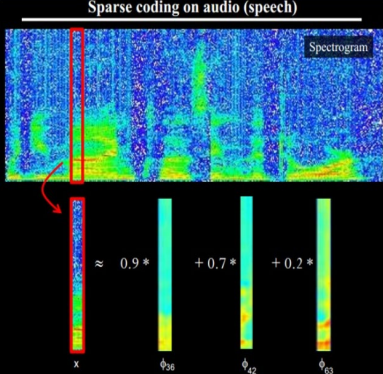 Sparse coding on audio (speech)
Spectrogram
≈ 0.9 * + 0.7 * + 0.2 *
x ϕ36 ϕ42 ϕ63